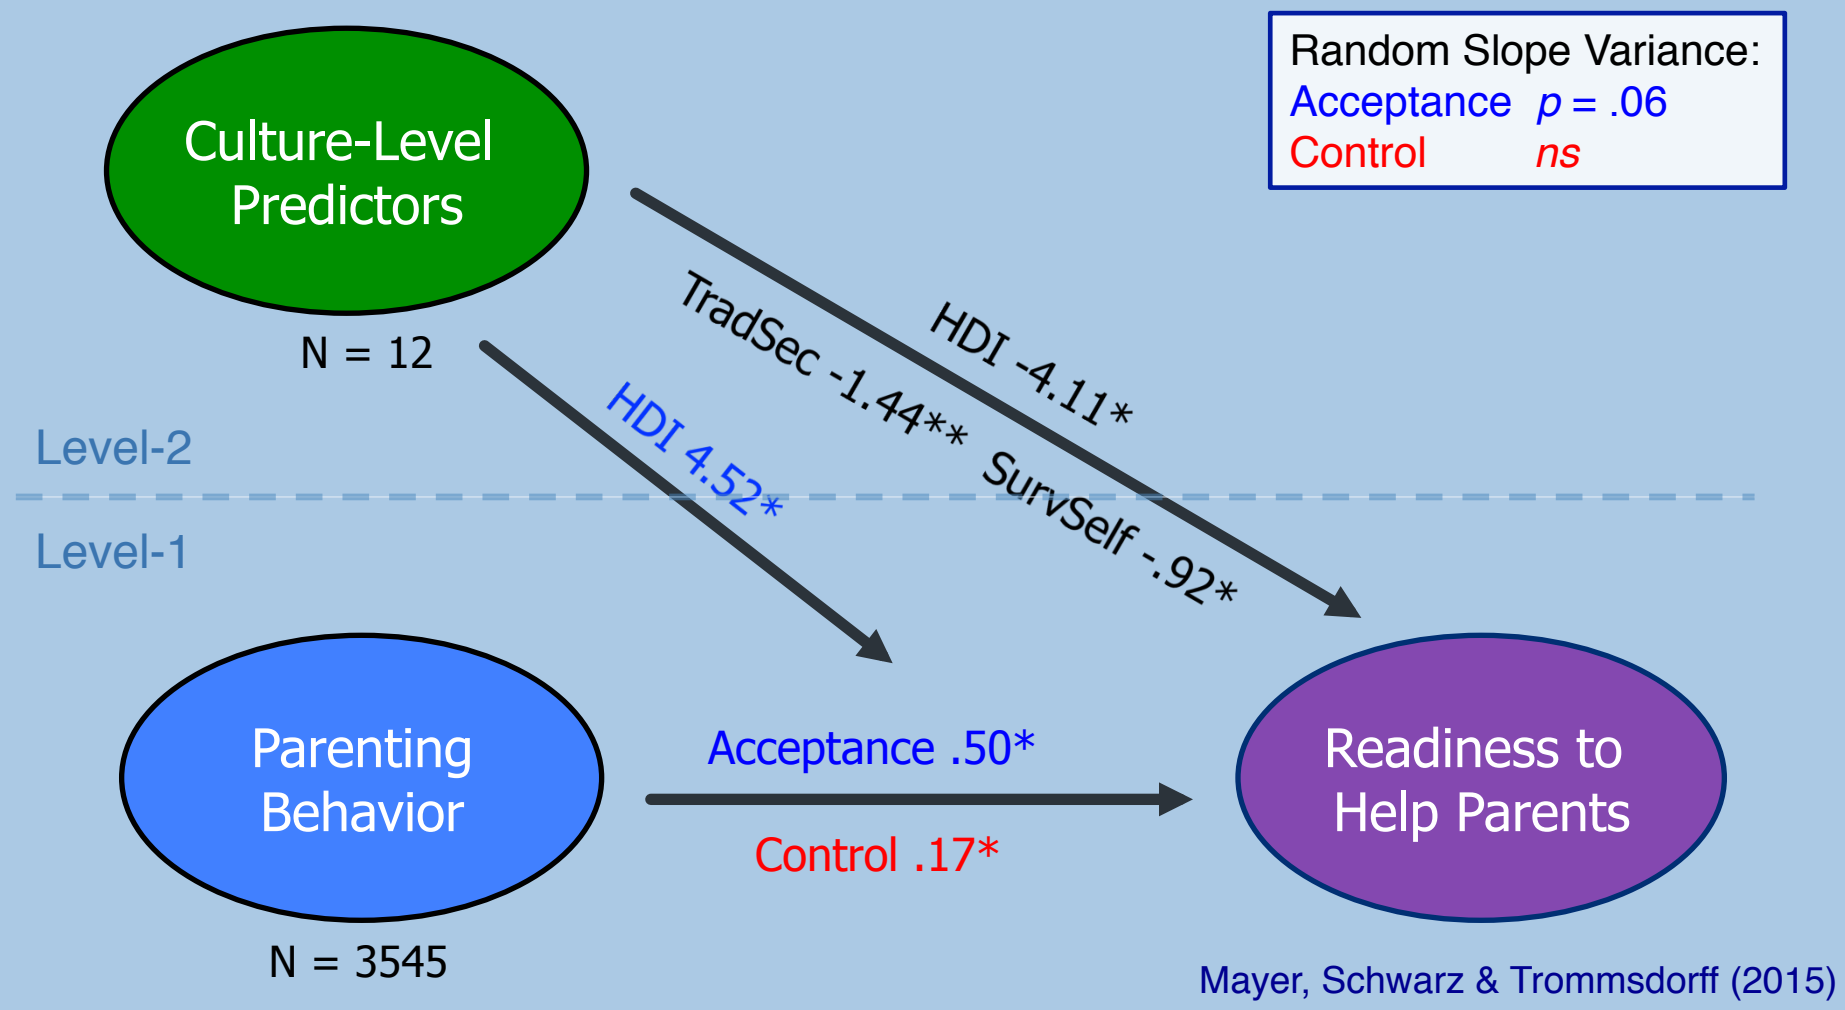 Random Slope Variance:
Acceptance p = .06
Control ns
Culture-Level
Predictors
N = 12
HDI -4.11*
TradSec -1.44** SurvSelf -.92*
HDI 4.52*
Level-2
Level-1
Parenting
Behavior
N = 3545
Acceptance .50*
Control .17*
Readiness to
Help Parents
Mayer, Schwarz & Trommsdorff (2015)